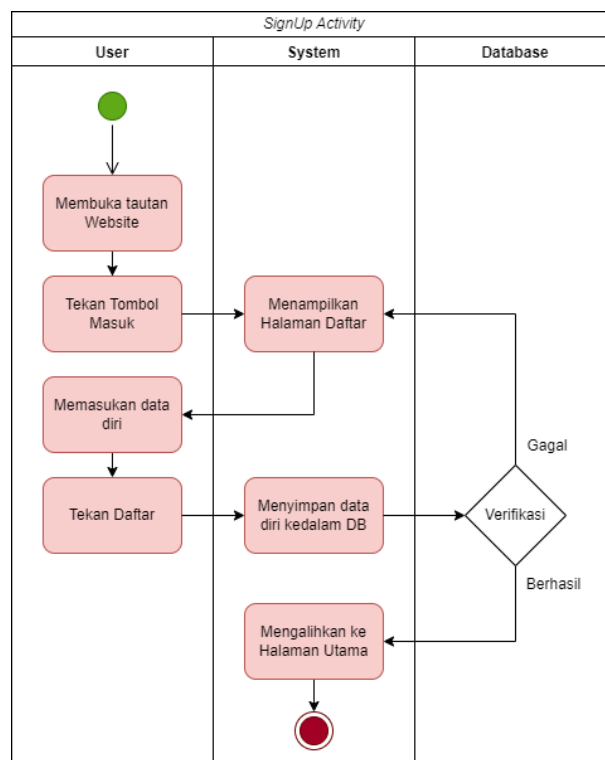 SignUp Activity
User
System
Database
Membuka tautan
Website
Tekan Tombol
Masuk
Menampilkan
Halaman Daftar
Memasukan data
diri
Gagal
Tekan Daftar
Menyimpan data
diri kedalam DB
Verifikasi
Berhasil
Mengalihkan ke
Halaman Utama